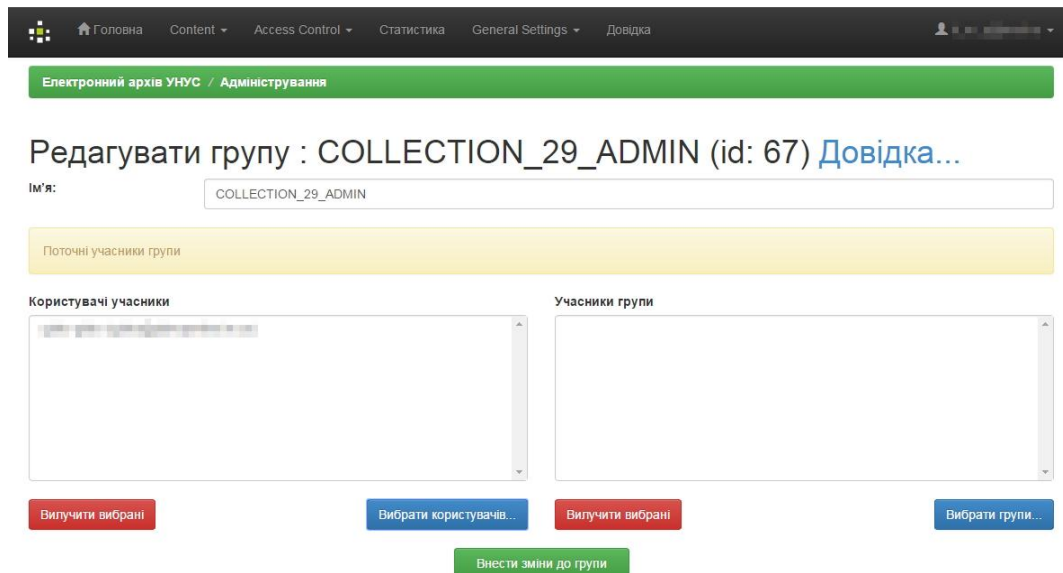 Головна Content Access Control Статистика General Settings Довідка
Електронний архів УНУС / Адміністрування
Редагувати групу : COLLECTION_29_ADMIN (id: 67) Довідка...
Ім'я: COLLECTION_29_ADMIN
Поточні учасники групи
Користувачі учасники Учасники групи
Вилучити вибрані Вибрати користувачів... Вилучити вибрані Вибрати групи...
Внести зміни до групи